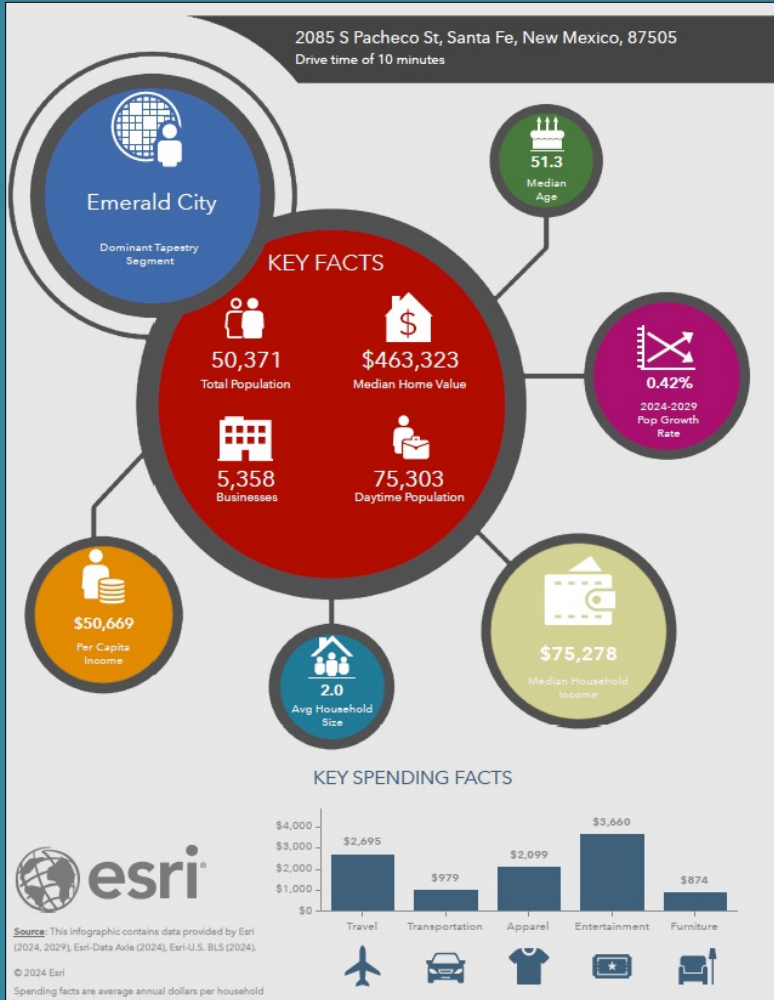 2085 S Pacheco St, Santa Fe, New Mexico, 87505
Drive time of 10 minutes
Emerald City
Dominant Tapestry
Segment
51.3
Median
Age
KEY FACTS
50,371
Total Population
$463,323
Median Home Value
5,358
Businesses
75,303
Daytime Population
0.42%
2024-2029
Pop Growth
Rate
$50,669
Per Capita
Income
2.0
Avg Household
Size
$75,278
Median Household
Income
KEY SPENDING FACTS
$4,000
$3,000
$2,000
$1,000
$0
$2,695
$979
$2,099
$3,660
$874
Travel
Transportation
Apparel
Entertainment
Furniture
esri
Source: This infographic contains data provided by Esri
(2024, 2029), Esri-Data Axle (2024), Esri-U.S. BLS (2024).
© 2024 Esri
Spending facts are average annual dollars per household